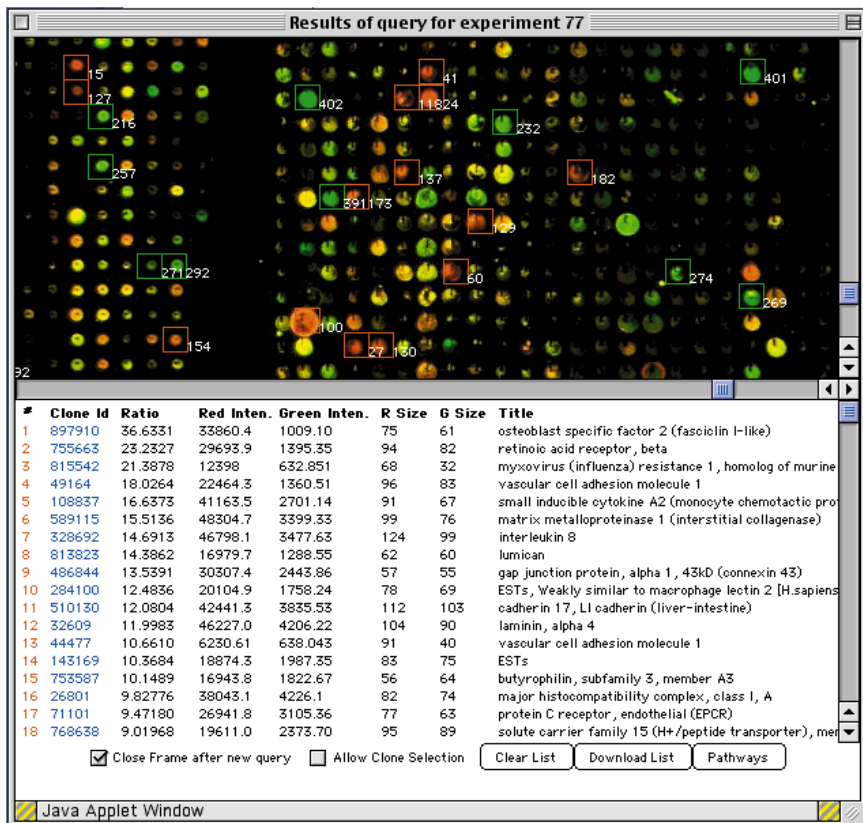 Results of query for experiment 77
15
41
401
127
402
11824
216
232
257
137
182
391173
129
271292
60
274
269
100
154
27 130
92
# Clone Id Ratio Red Inten. Green Inten. R Size G Size Title
1 897910 36.6331 33860.4 1009.10 75 61 osteoblast specific factor 2 (fasciclin I-like)
2 755663 23.2327 29693.9 1395.35 94 82 retinoic acid receptor, beta
3 815542 21.3878 12398 632.851 68 32 myxovirus (influenza) resistance 1, homolog of murine
4 49164 18.0264 22464.3 1360.51 96 83 vascular cell adhesion molecule 1
5 108837 16.6373 41163.5 2701.14 91 67 small inducible cytokine A2 (monocyte chemotactic pro
6 589115 15.5136 48304.7 3399.33 99 76 matrix metalloproteinase 1 (interstitial collagenase)
7 328692 14.6913 46798.1 3477.63 124 99 interleukin 8
8 813823 14.3862 16979.7 1288.55 62 60 lumican
9 486844 13.5391 30307.4 2443.86 57 55 gap junction protein, alpha 1, 43kD (connexin 43)
10 284100 12.4836 20104.9 1758.24 78 69 ESTs, Weakly similar to macrophage lectin 2 [H.sapiens
11 510130 12.0804 42441.3 3835.53 112 103 cadherin 17, LI cadherin (liver-intestine)
12 32609 11.9983 46227.0 4206.22 104 90 laminin, alpha 4
13 44477 10.6610 6230.61 638.043 91 40 vascular cell adhesion molecule 1
14 143169 10.3684 18874.3 1987.35 83 75 ESTs
15 753587 10.1489 16943.8 1822.67 56 64 butyrophilin, subfamily 3, member A3
16 26801 9.82776 38043.1 4226.1 82 74 major histocompatibility complex, class I, A
17 71101 9.47180 26941.8 3105.36 77 63 protein C receptor, endothelial (EPCR)
18 768638 9.01968 19611.0 2373.70 95 89 solute carrier family 15 (H+/peptide transporter), mem
Close Frame after new query Allow Clone Selection Clear List Download List Pathways
Java Applet Window